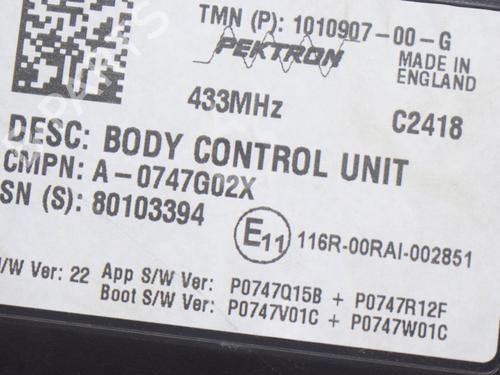 TMN (P): 1010907-00-G
PEKTRON
MADE IN
ENGLAND
433MHz
C2418
DESC: BODY CONTROL UNIT
CMPN: A-0747G02X
SN (S): 80103394
E11 116R-00RAI-002851
/W Ver: 22 App S/W Ver: P0747Q15B + P0747R12F
Boot S/W Ver: P0747V01C + P0747W01C